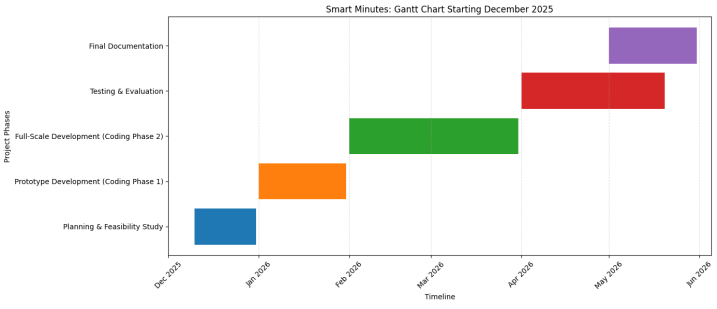 Smart Minutes: Gantt Chart Starting December 2025
Project Phases
Final Documentation
Testing & Evaluation
Full-Scale Development (Coding Phase 2)
Prototype Development (Coding Phase 1)
Planning & Feasibility Study
Dec 2025
Jan 2026
Feb 2026
Mar 2026
Apr 2026
May 2026
Jun 2026
Timeline